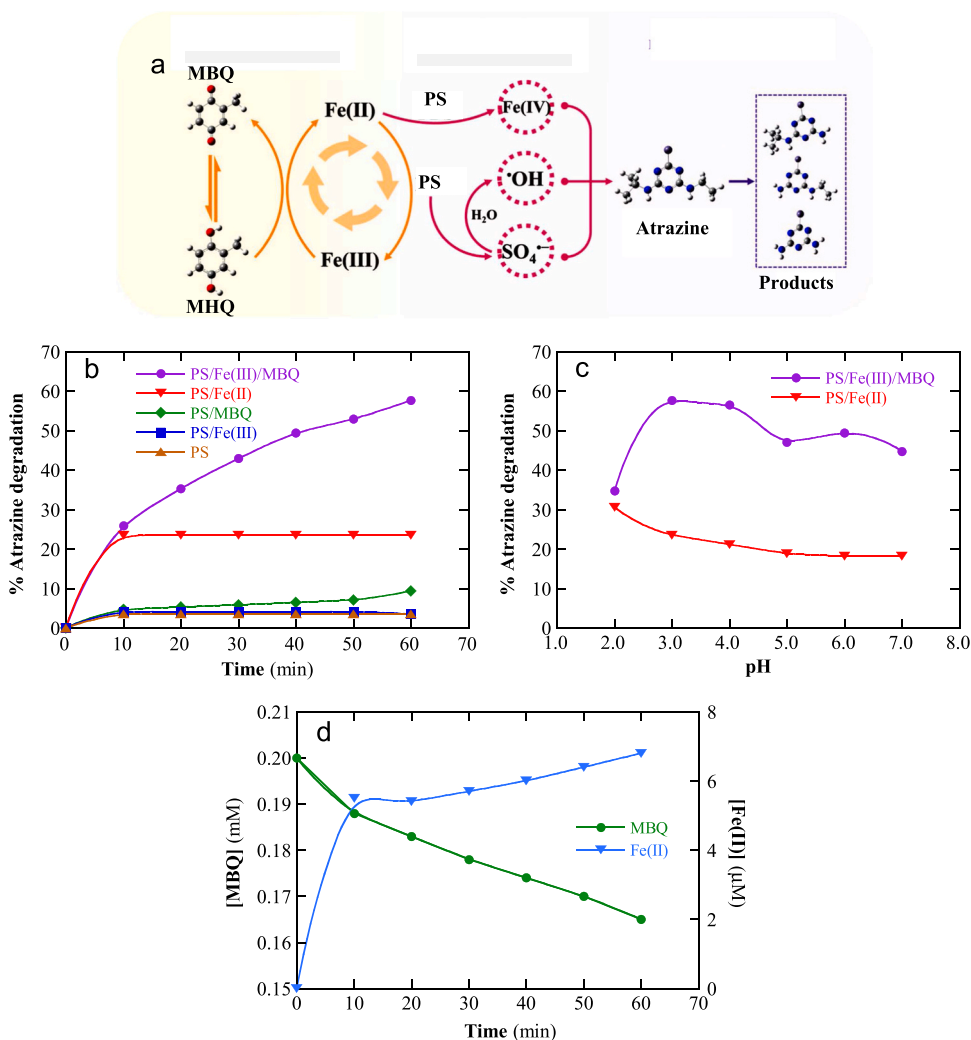 a
MBQ
Fe(II)
PS
Fe(IV)
PS
•OH
H₂O
Fe(III)
SO₄•−
MHQ
Atrazine
Products
b
% Atrazine degradation
70
60
50
40
30
20
10
0
PS/Fe(III)/MBQ
PS/Fe(II)
PS/MBQ
PS/Fe(III)
PS
0 10 20 30 40 50 60 70
Time (min)
c
% Atrazine degradation
70
60
50
40
30
20
10
0
PS/Fe(III)/MBQ
PS/Fe(II)
1.0 2.0 3.0 4.0 5.0 6.0 7.0 8.0
pH
d
[MBQ] (mM)
0.21
0.20
0.19
0.18
0.17
0.16
0.15
MBQ
Fe(II)
8
6
4
2
0
[Fe(II)] (μM)
0 10 20 30 40 50 60 70
Time (min)